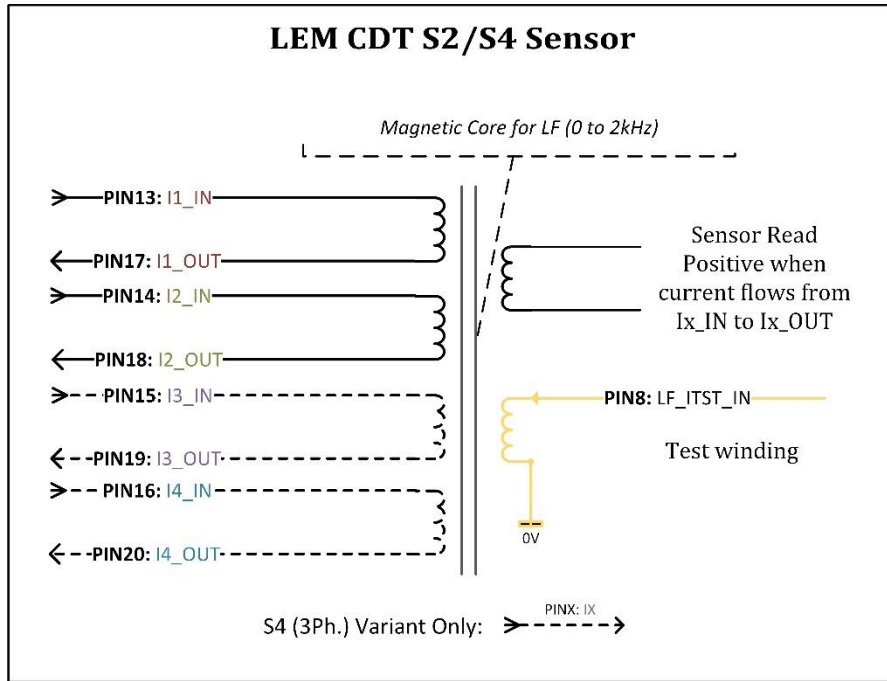 LEM CDT S2/S4 Sensor
Magnetic Core for LF (0 to 2kHz)
PIN13: I1_IN
PIN17: I1_OUT
PIN14: I2_IN
PIN18: I2_OUT
PIN15: I3_IN
PIN19: I3_OUT
PIN16: I4_IN
PIN20: I4_OUT
Sensor Read
Positive when
current flows from
Ix_IN to Ix_OUT
PIN8: LF_ITST_IN
Test winding
0V
S4 (3Ph.) Variant Only:
PINX: IX